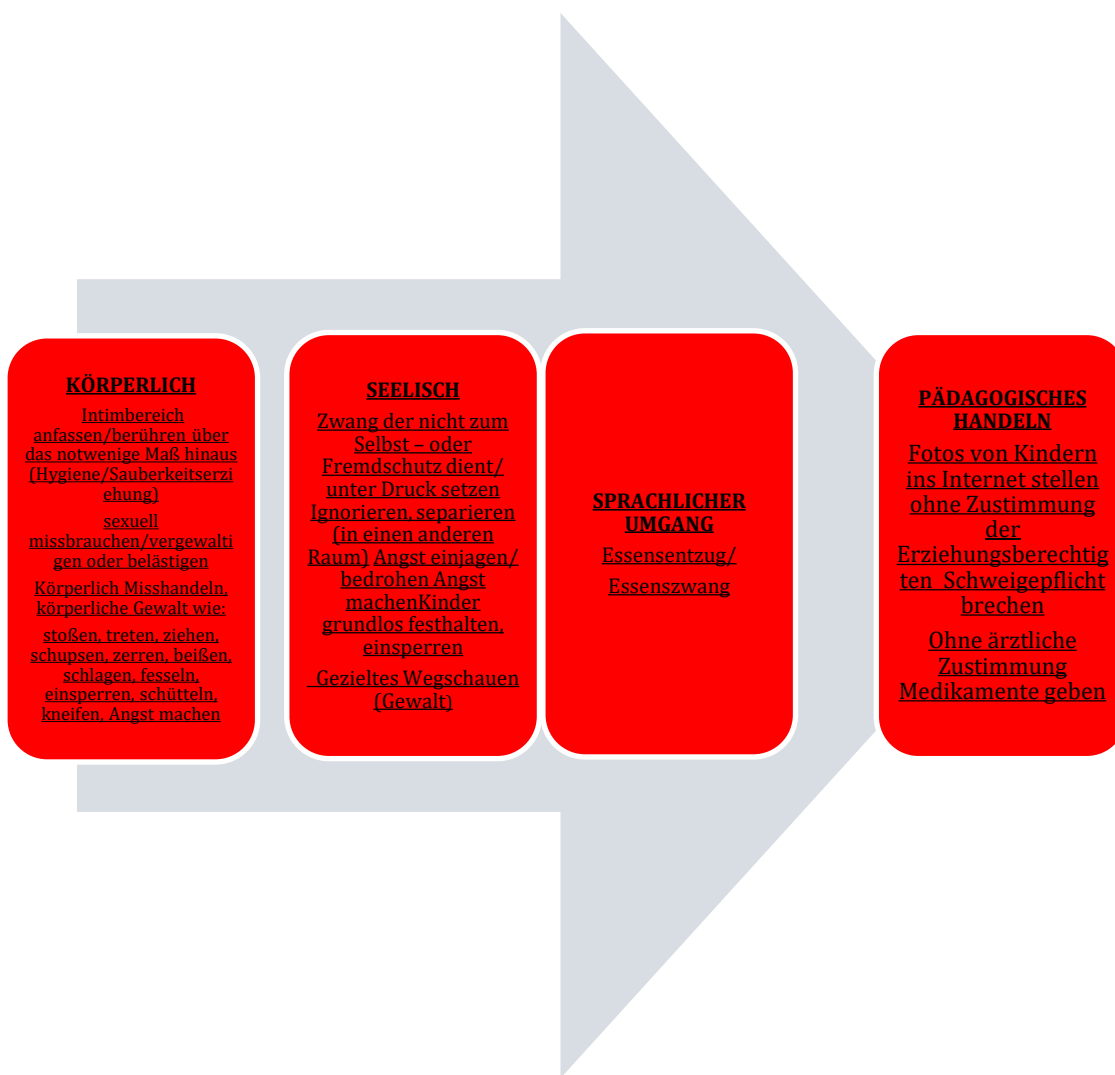 KÖRPERLICH
Intimbereich
anfassen/berühren über
das notwenige Maß hinaus
(Hygiene/Sauberkeitserzi
ehung)
sexuell
missbrauchen/vergewalti
gen oder belästigen
Körperlich Misshandeln,
körperliche Gewalt wie:
stoßen, treten, ziehen,
schupsen, zerren, beißen,
schlagen, fesseln,
einsperren, schütteln,
kneifen, Angst machen
SEELISCH
Zwang der nicht zum
Selbst – oder
Fremdschutz dient/
unter Druck setzen
Ignorieren, separieren
(in einen anderen
Raum) Angst einjagen/
bedrohen Angst
machenKinder
grundlos festhalten,
einsperren
Gezieltes Wegschauen
(Gewalt)
SPRACHLICHER
UMGANG
Essensentzug/
Essenszwang
PÄDAGOGISCHES
HANDELN
Fotos von Kindern
ins Internet stellen
ohne Zustimmung
der
Erziehungsberechtig
ten Schweigepflicht
brechen
Ohne ärztliche
Zustimmung
Medikamente geben